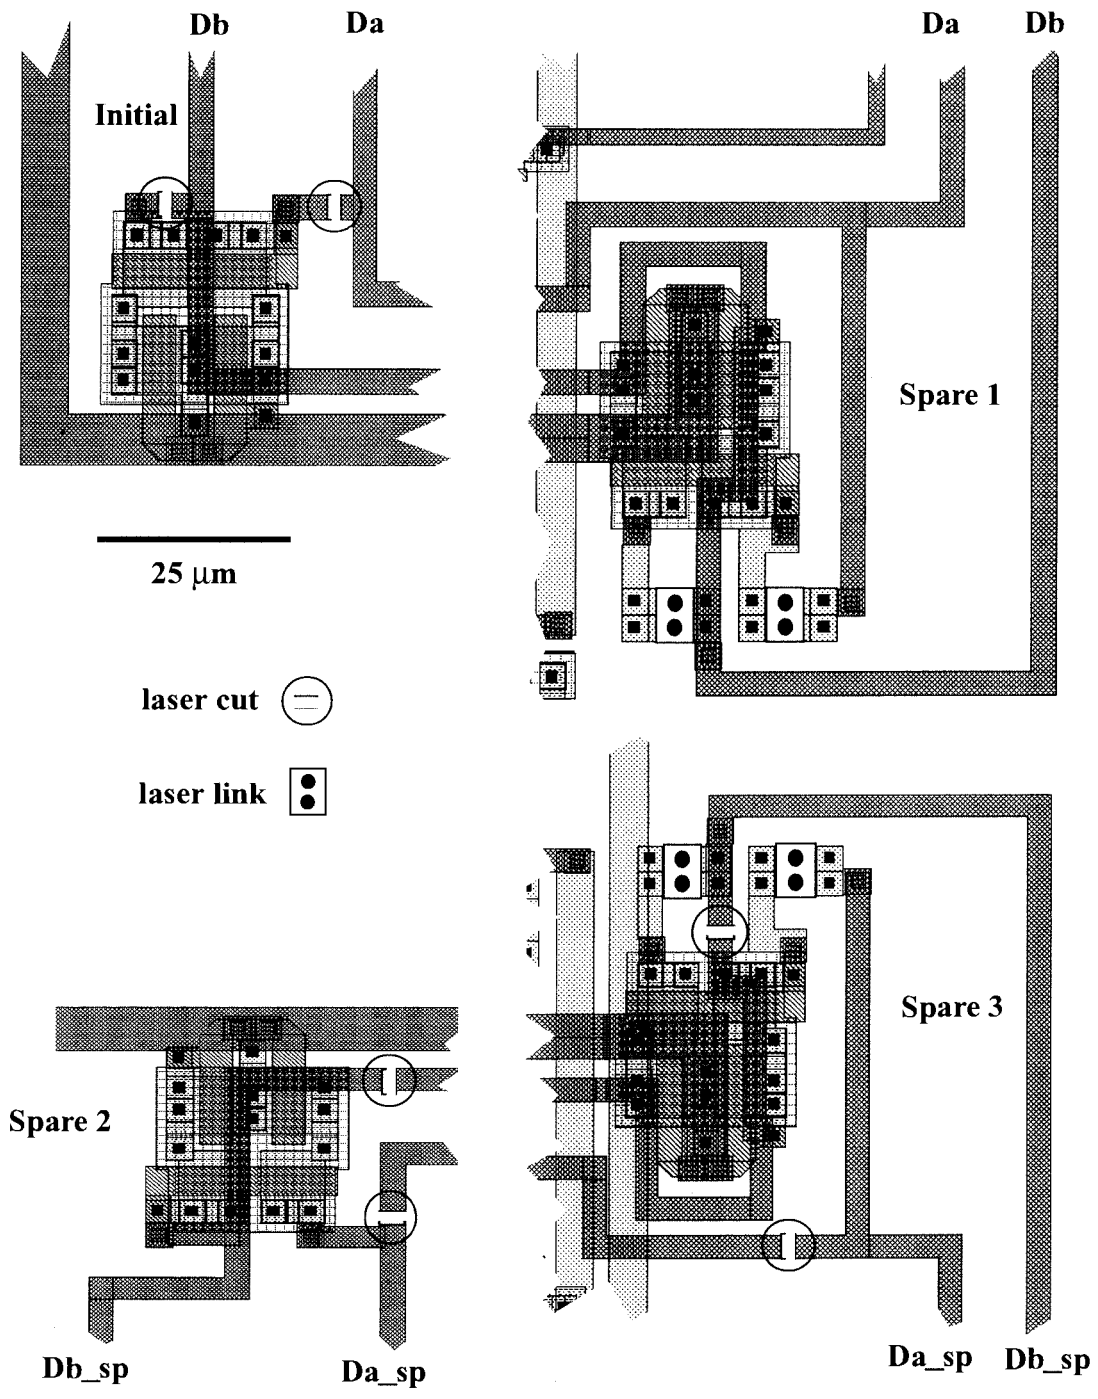 Db Da
Da Db
Initial
Spare 1
25 μm
laser cut
laser link
Spare 3
Spare 2
Db_sp Da_sp
Da_sp Db_sp